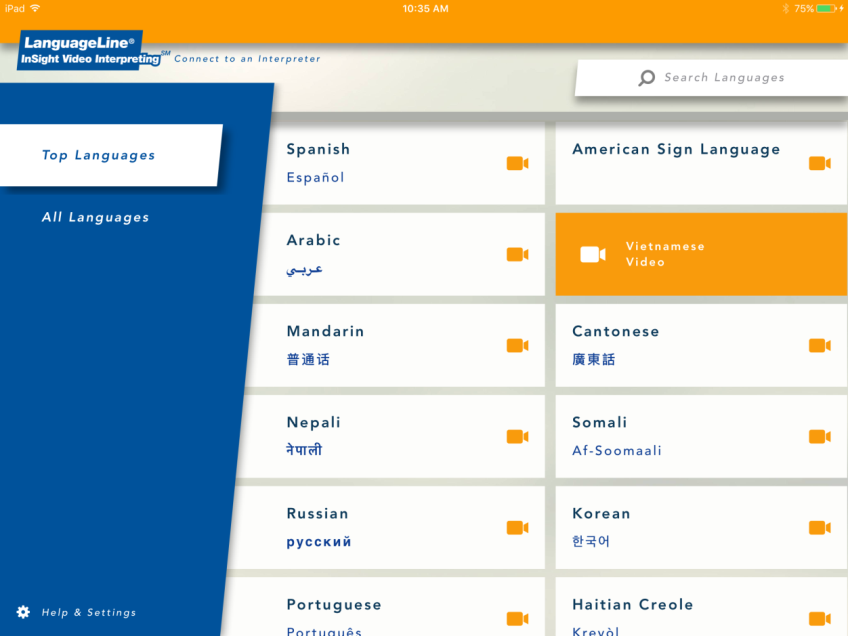 iPad 10:35 AM 75%
LanguageLine®
InSight Video Interpreting SM Connect to an Interpreter
Search Languages
Top Languages
All Languages
Help & Settings
Spanish
Español
American Sign Language
Arabic
عربي
Vietnamese
Video
Mandarin
普通话
Cantonese
廣東話
Nepali
नेपाली
Somali
Af-Soomaali
Russian
русский
Korean
한국어
Portuguese
Português
Haitian Creole
Kreyòl